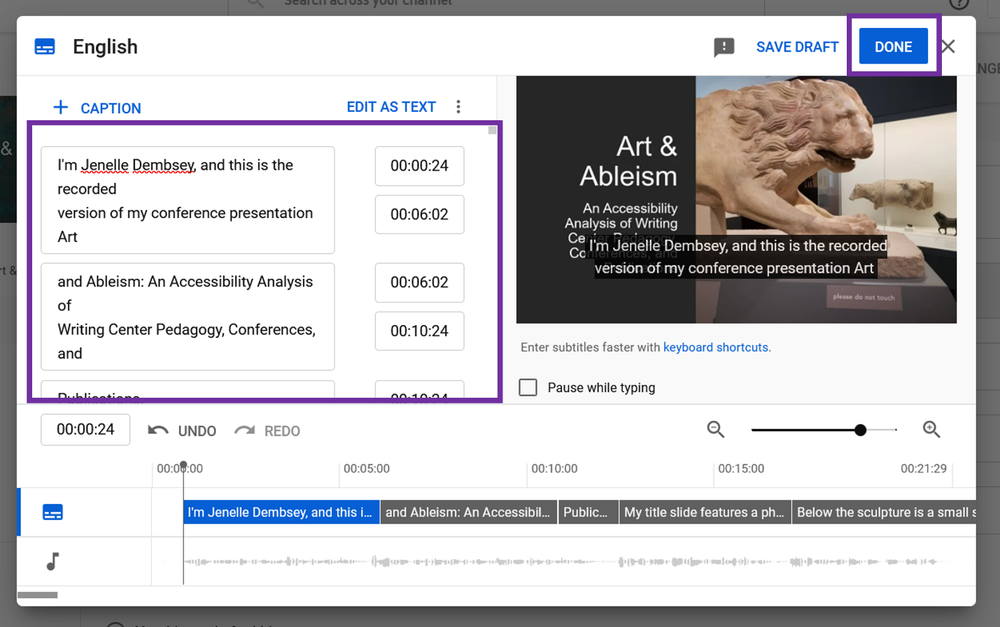 Search across your channel
English
SAVE DRAFT
DONE
ANGE
CAPTION
EDIT AS TEXT
&
rt &
I'm Jenelle Dembsey, and this is the
recorded
version of my conference presentation
Art
00:00:24
00:06:02
and Ableism: An Accessibility Analysis
of
Writing Center Pedagogy, Conferences,
and
00:06:02
00:10:24
Publications.
00:10:24
Art &
Ableism
An Accessibility
Analysis of Writing
Center Pedagogy,
Conferences, and
Publications
I'm Jenelle Dembsey, and this is the recorded
version of my conference presentation Art
please do not touch
Enter subtitles faster with keyboard shortcuts.
Pause while typing
00:00:24
UNDO
REDO
00:00:00
00:05:00
00:10:00
00:15:00
00:21:29
I'm Jenelle Dembsey, and this i...
and Ableism: An Accessibil...
Public...
My title slide features a ph...
Below the sculpture is a small s